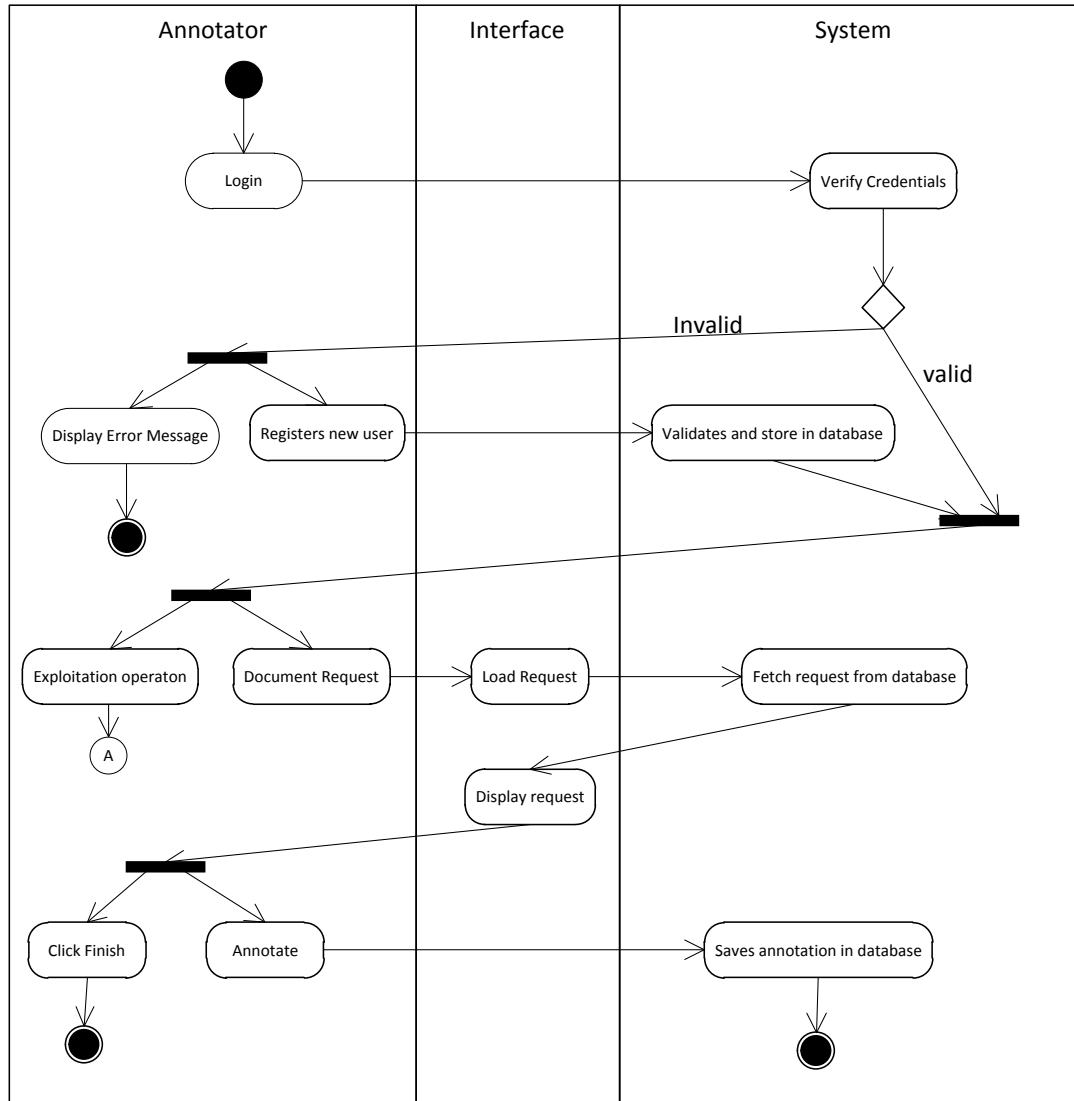 Annotator
Interface
System
Login
Verify Credentials
Invalid
valid
Display Error Message
Registers new user
Validates and store in database
Exploitation operaton
Document Request
Load Request
Fetch request from database
A
Display request
Click Finish
Annotate
Saves annotation in database